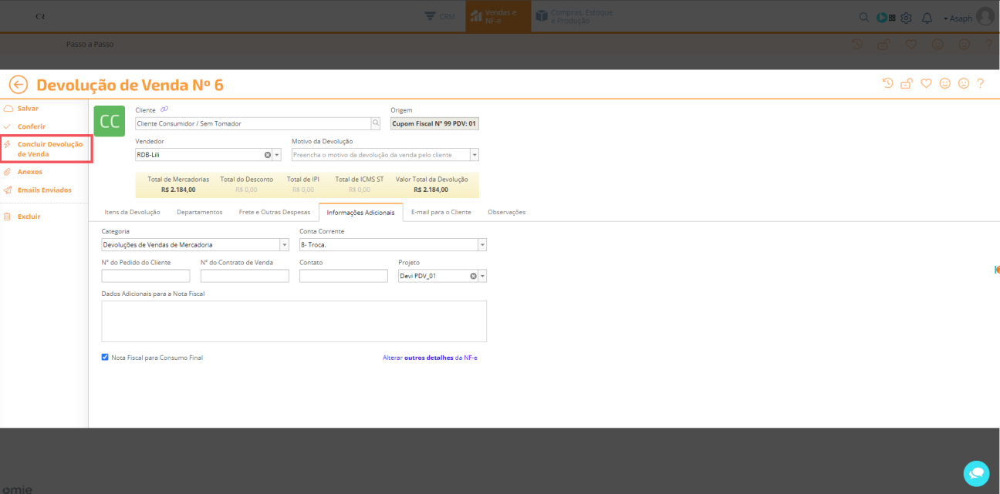 CR
CRM
Vendas e
NF-e
Compras, Estoque
e Produção
Asaph
Passo a Passo
?
Devolução de Venda Nº 6
?
Salvar
Conferir
Concluir Devolução
de Venda
Anexos
Emails Enviados
Excluir
CC
Cliente
Origem
Cliente Consumidor / Sem Tomador
Cupom Fiscal Nº 99 PDV: 01
Vendedor
Motivo da Devolução
RDB-Lili
Preencha o motivo da devolução da venda pelo cliente
Total de Mercadorias
Total do Desconto
Total de IPI
Total de ICMS ST
Valor Total da Devolução
R$ 2.184,00
R$ 0,00
R$ 0,00
R$ 0,00
R$ 2.184,00
Itens da Devolução
Departamentos
Frete e Outras Despesas
Informações Adicionais
E-mail para o Cliente
Observações
Categoria
Conta Corrente
Devoluções de Vendas de Mercadoria
8- Troca.
Nº do Pedido do Cliente
Nº do Contrato de Venda
Contato
Projeto
Devi PDV_01
Dados Adicionais para a Nota Fiscal
Nota Fiscal para Consumo Final
Alterar outros detalhes da NF-e
omie